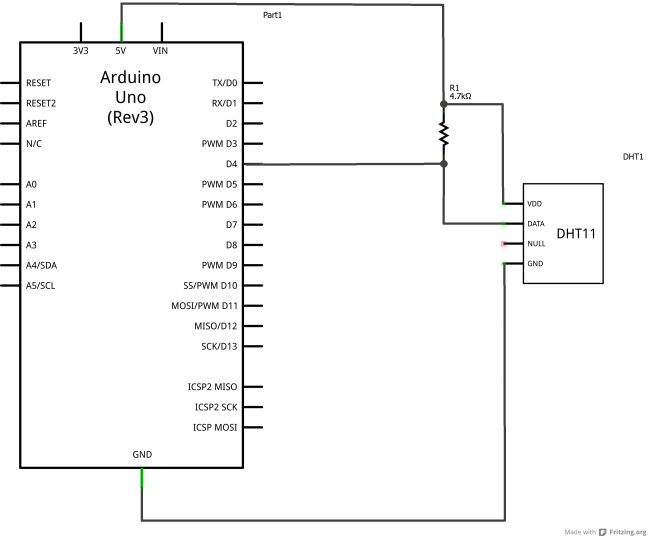 Part1
3V3
5V
VIN
Arduino
Uno
(Rev3)
RESET
RESET2
AREF
N/C
A0
A1
A2
A3
A4/SDA
A5/SCL
TX/D0
RX/D1
D2
PWM D3
D4
PWM D5
PWM D6
D7
D8
PWM D9
SS/PWM D10
MOSI/PWM D11
MISO/D12
SCK/D13
ICSP2 MISO
ICSP2 SCK
ICSP MOSI
GND
R1
4.7kΩ
DHT1
VDD
DATA
NULL
GND
DHT11
Made with Fritzing.org